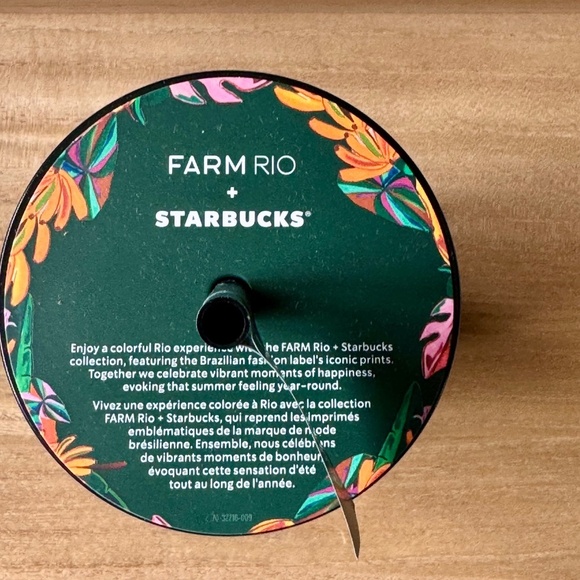 FARM RIO
+
STARBUCKS®
Enjoy a colorful Rio experience the FARM Rio + Starbucks
collection, featuring the Brazilian fashion label's iconic prints.
Together we celebrate vibrant moments of happiness,
evoking that summer feeling year-round.
Vivez une expérience colorée à Rio avec la collection
FARM Rio + Starbucks, qui reprend les imprimés
emblématiques de la marque de mode
brésilienne. Ensemble, nous célébrons
de vibrants moments de bonheur
évoquant cette sensation d'été
tout au long de l'année.